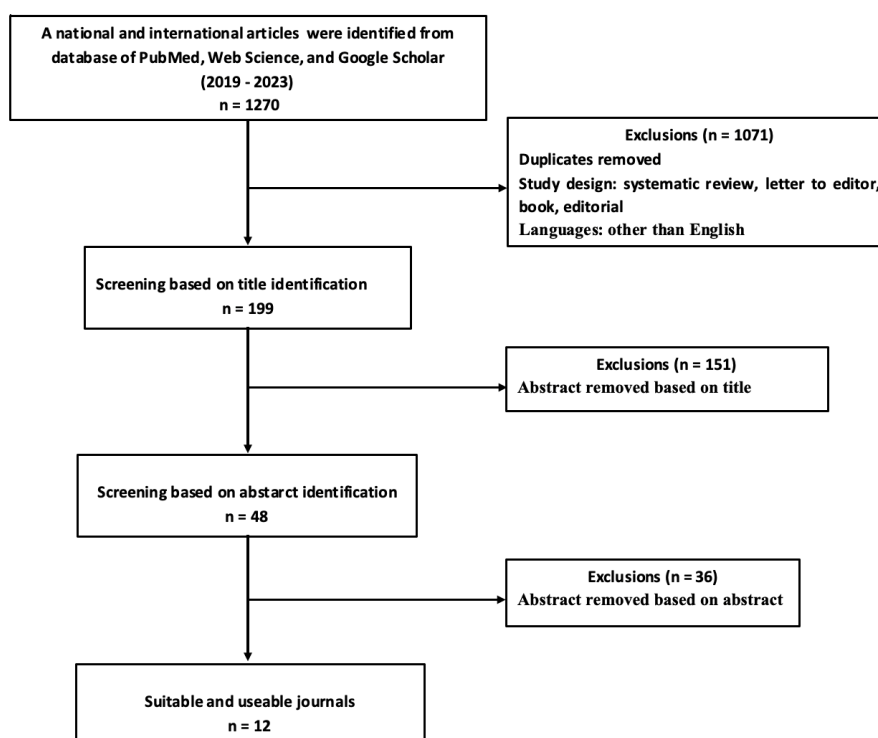 A national and international articles were identified from
database of PubMed, Web Science, and Google Scholar
(2019 - 2023)
n = 1270
Exclusions (n = 1071)
Duplicates removed
Study design: systematic review, letter to editor,
book, editorial
Languages: other than English
Screening based on title identification
n = 199
Exclusions (n = 151)
Abstract removed based on title
Screening based on abstarct identification
n = 48
Exclusions (n = 36)
Abstract removed based on abstract
Suitable and useable journals
n = 12